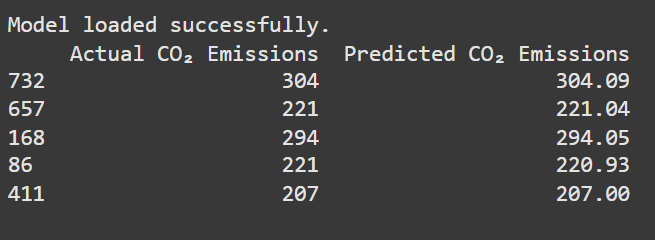 Model loaded successfully.
Actual CO₂ Emissions Predicted CO₂ Emissions
732 304 304.09
657 221 221.04
168 294 294.05
86 221 220.93
411 207 207.00